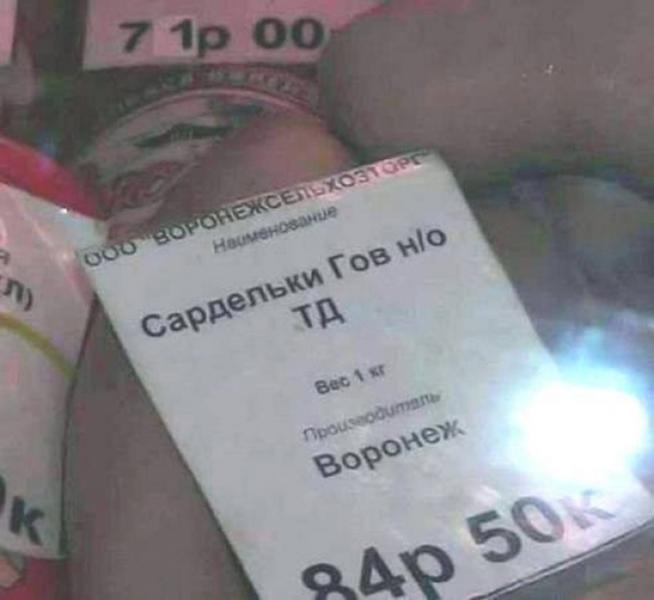 71р 00
ООО "ВОРОНЕЖСЕЛЬХОЗТОРГ"
Наименование
Сардельки Гов н/о
ТД
Вес 1 кг
Производитель
Воронеж
84р 50к
л)
к